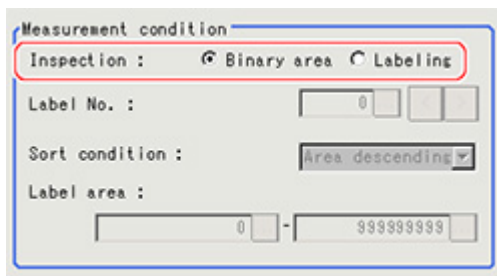 Measurement condition
Inspection : Binary area Labeling
Label No. : 0
Sort condition : Area descending
Label area :
0 - 999999999